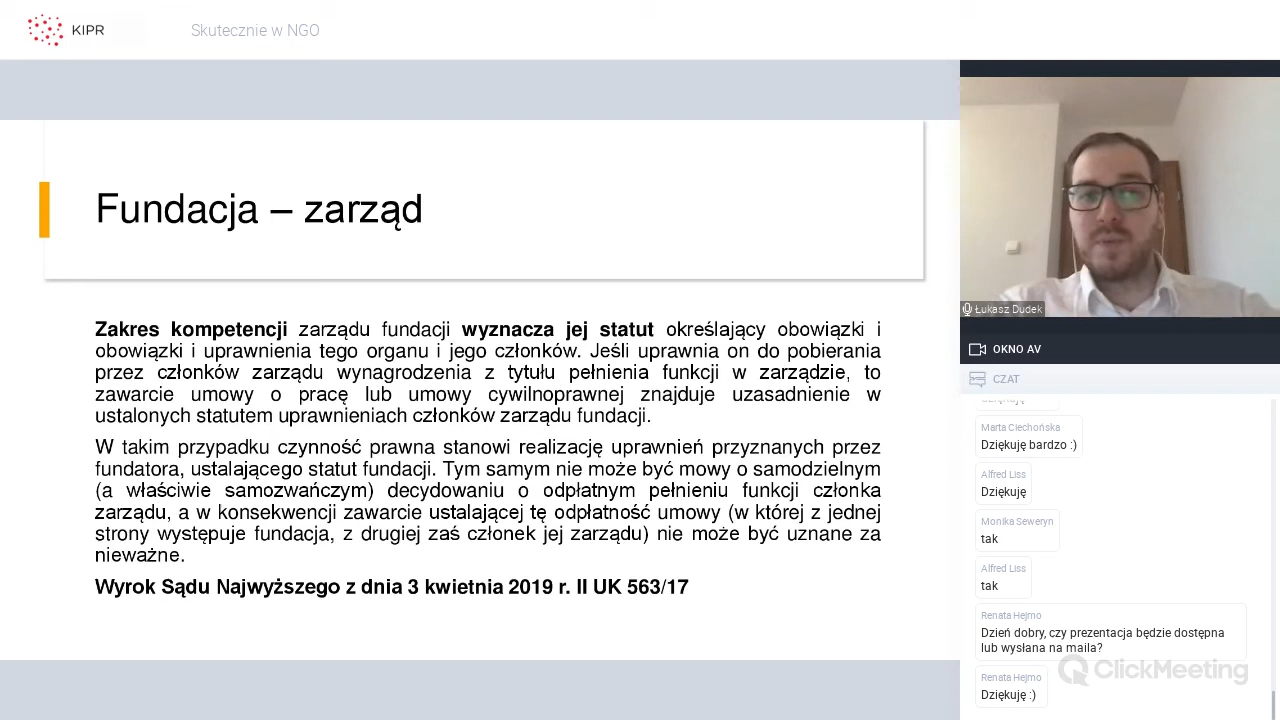 KIPR
Skutecznie w NGO
Fundacja – zarząd
Zakres kompetencji zarządu fundacji wyznacza jej statut określający obowiązki i
obowiązki i uprawnienia tego organu i jego członków. Jeśli uprawnia on do pobierania
przez członków zarządu wynagrodzenia z tytułu pełnienia funkcji w zarządzie, to
zawarcie umowy o pracę lub umowy cywilnoprawnej znajduje uzasadnienie w
ustalonych statutem uprawnieniach członków zarządu fundacji.
W takim przypadku czynność prawna stanowi realizację uprawnień przyznanych przez
fundatora, ustalającego statut fundacji. Tym samym nie może być mowy o samodzielnym
(a właściwie samozwańczym) decydowaniu o odpłatnym pełnieniu funkcji członka
zarządu, a w konsekwencji zawarcie ustalającej tę odpłatność umowy (w której z jednej
strony występuje fundacja, z drugiej zaś członek jej zarządu) nie może być uznane za
nieważne.
Wyrok Sądu Najwyższego z dnia 3 kwietnia 2019 r. II UK 563/17
Łukasz Dudek
OKNO AV
CZAT
Marta Ciechońska
Dziękuję bardzo :)
Alfred Liss
Dziękuję
Monika Seweryn
tak
Alfred Liss
tak
Renata Hejmo
Dzień dobry, czy prezentacja będzie dostępna
lub wysłana na maila?
ClickMeeting
Renata Hejmo
Dziękuję :)